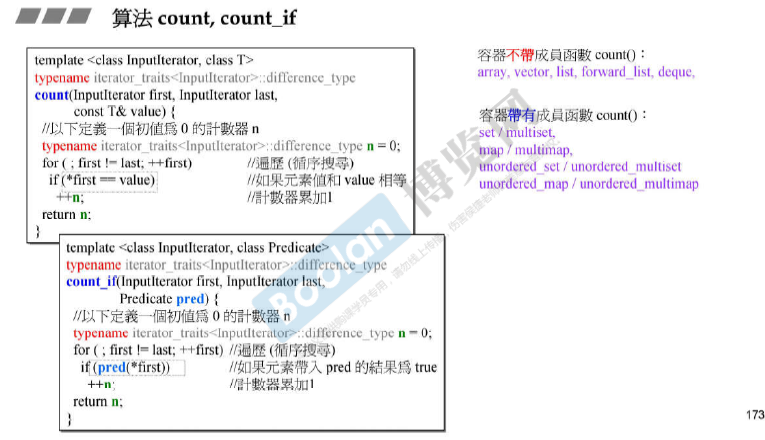 算法 count, count_if
template <class InputIterator, class T>
typename iterator_traits<InputIterator>::difference_type
count(InputIterator first, InputIterator last,
const T& value) {
//以下定義一個初值爲 0 的計數器 n
typename iterator_traits<InputIterator>::difference_type n = 0;
for ( ; first != last; ++first) //遍歷 (循序搜尋)
if (*first == value) //如果元素值和 value 相等
++n; //計數器累加1
return n;
}
template <class InputIterator, class Predicate>
typename iterator_traits<InputIterator>::difference_type
count_if(InputIterator first, InputIterator last,
Predicate pred) {
//以下定義一個初值爲 0 的計數器 n
typename iterator_traits<InputIterator>::difference_type n = 0;
for ( ; first != last; ++first) //遍歷 (循序搜尋)
if (pred(*first)) //如果元素帶入 pred 的結果爲 true
++n; //計數器累加1
return n;
}
容器不帶成員函數 count()：
array, vector, list, forward_list, deque,
容器帶有成員函數 count()：
set / multiset,
map / multimap,
unordered_set / unordered_multiset
unordered_map / unordered_multimap
Boolan 博览网
173